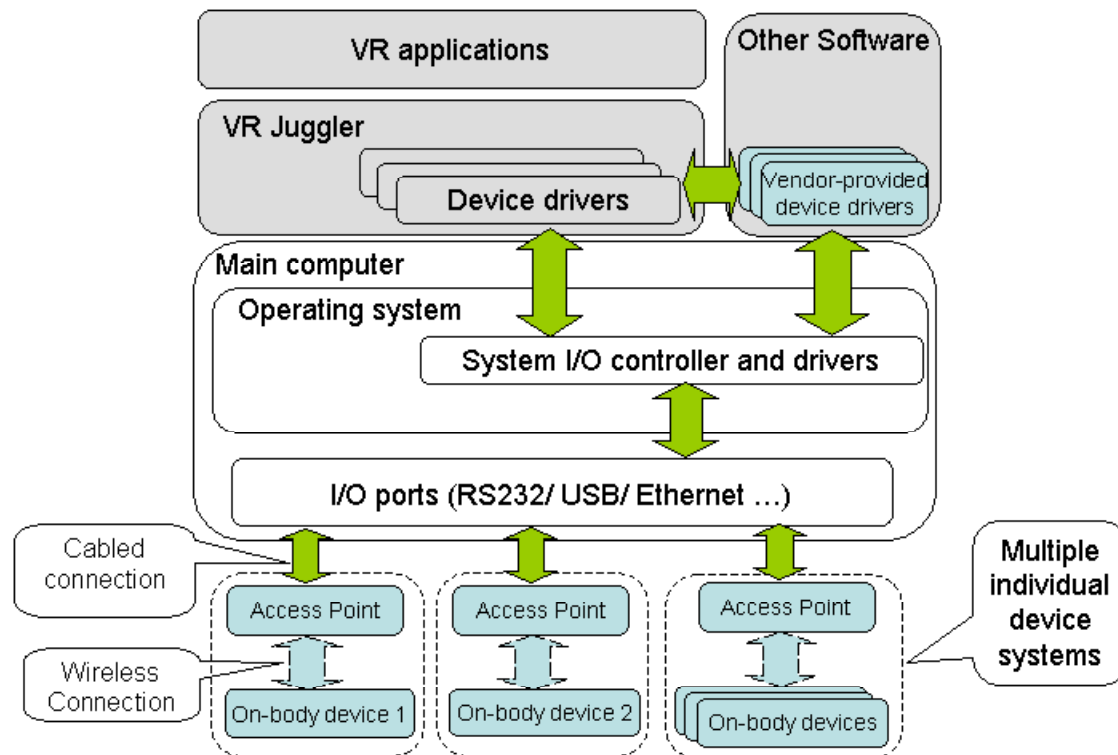 VR applications
Other Software
VR Juggler
Device drivers
Vendor-provided
device drivers
Main computer
Operating system
System I/O controller and drivers
I/O ports (RS232/ USB/ Ethernet …)
Cabled
connection
Multiple
individual
device
systems
Access Point
Access Point
Access Point
Wireless
Connection
On-body device 1
On-body device 2
On-body devices